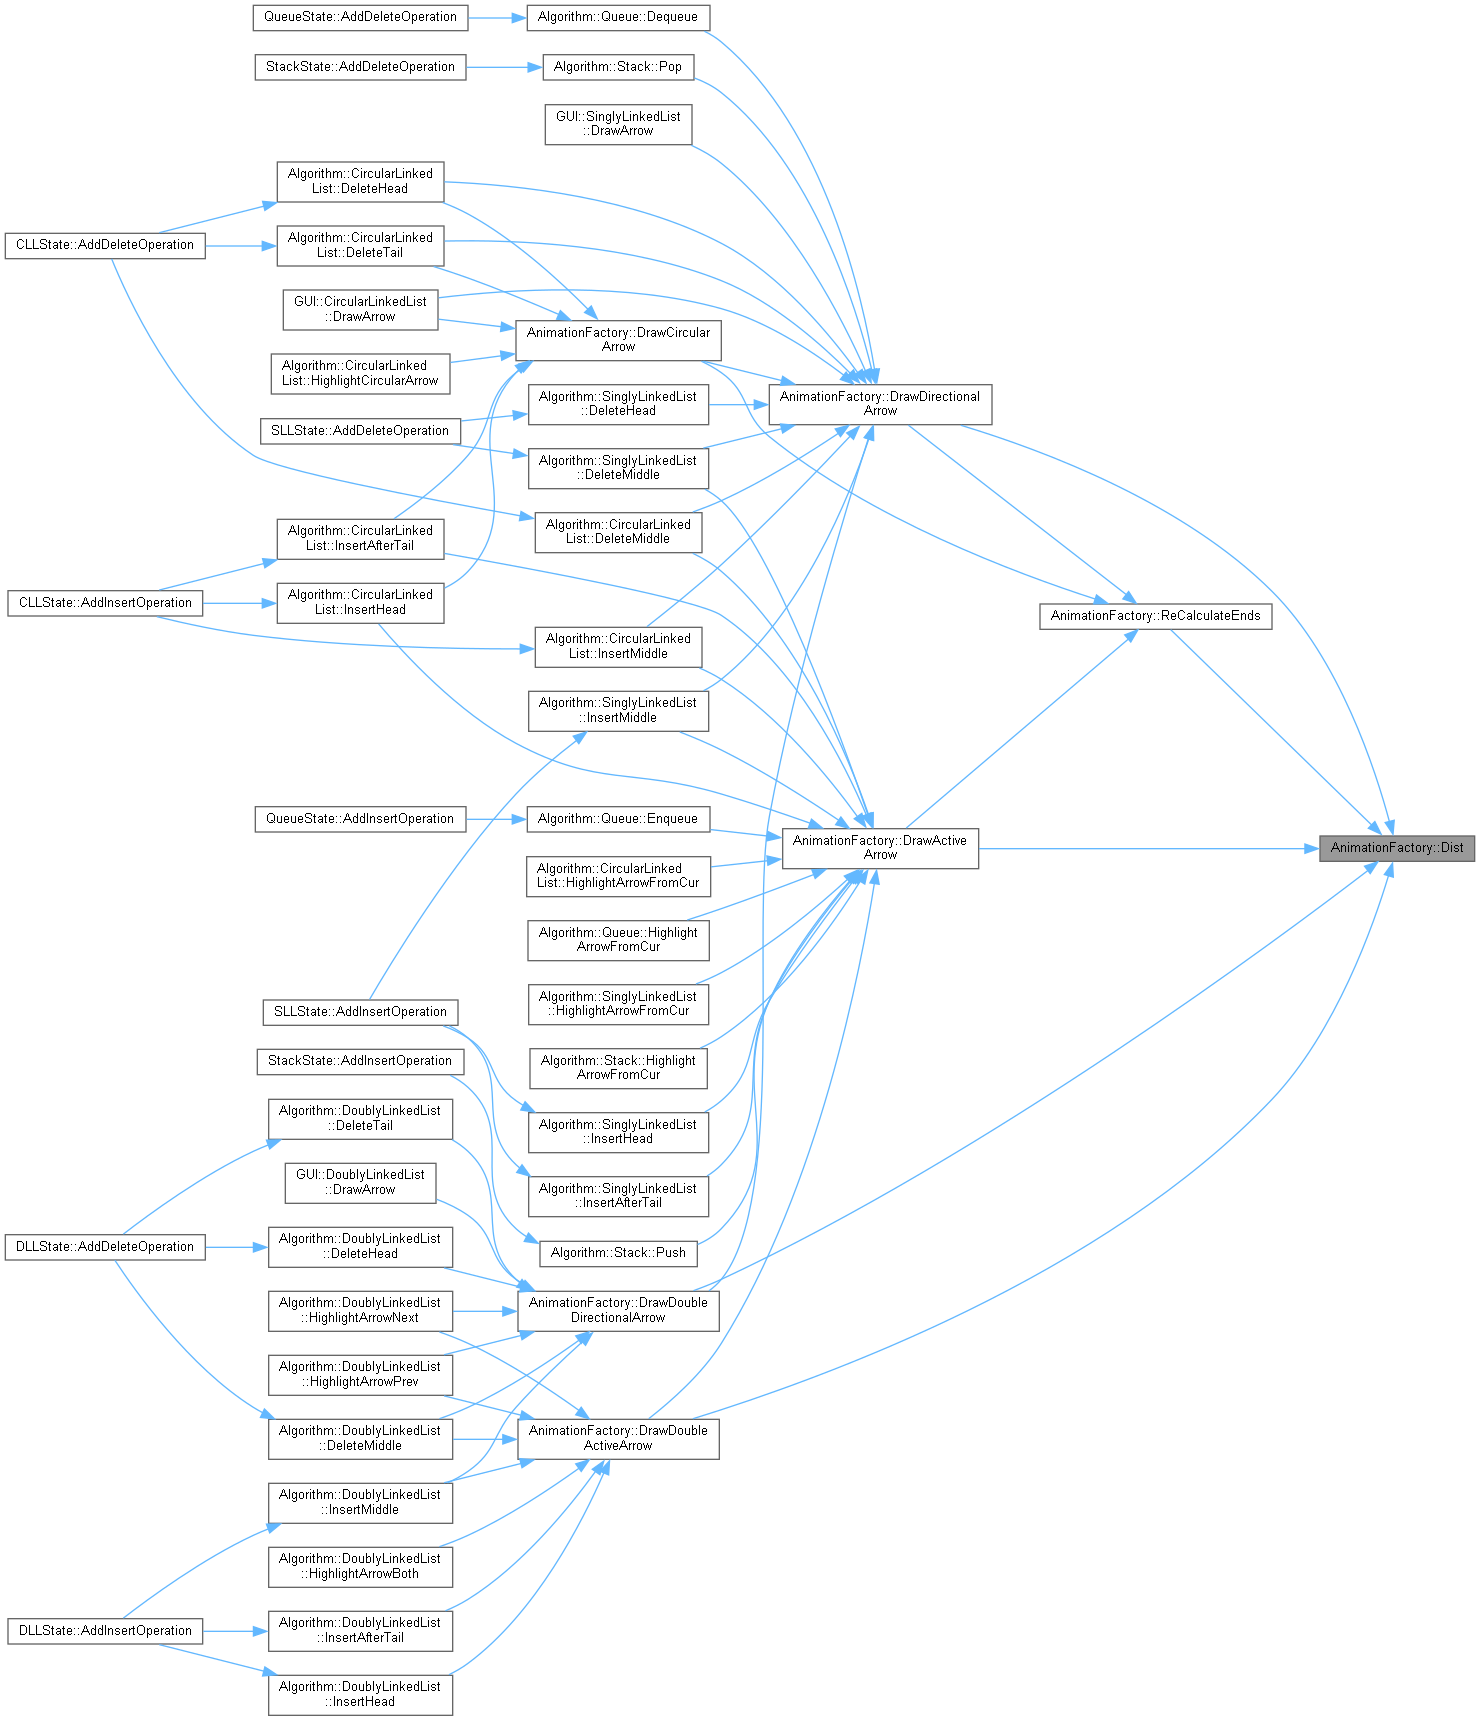 QueueState::AddDeleteOperation
Algorithm::Queue::Dequeue
StackState::AddDeleteOperation
Algorithm::Stack::Pop
GUI::SinglyLinkedList
::DrawArrow
Algorithm::CircularLinked
List::DeleteHead
CLLState::AddDeleteOperation
Algorithm::CircularLinked
List::DeleteTail
GUI::CircularLinkedList
::DrawArrow
AnimationFactory::DrawCircular
Arrow
Algorithm::CircularLinked
List::HighlightCircularArrow
AnimationFactory::DrawDirectional
Arrow
Algorithm::SinglyLinkedList
::DeleteHead
SLLState::AddDeleteOperation
Algorithm::SinglyLinkedList
::DeleteMiddle
Algorithm::CircularLinked
List::InsertAfterTail
Algorithm::CircularLinked
List::DeleteMiddle
CLLState::AddInsertOperation
Algorithm::CircularLinked
List::InsertHead
AnimationFactory::ReCalculateEnds
Algorithm::CircularLinked
List::InsertMiddle
Algorithm::SinglyLinkedList
::InsertMiddle
QueueState::AddInsertOperation
Algorithm::Queue::Enqueue
AnimationFactory::DrawActive
Arrow
AnimationFactory::Dist
Algorithm::CircularLinked
List::HighlightArrowFromCur
Algorithm::Queue::Highlight
ArrowFromCur
Algorithm::SinglyLinkedList
::HighlightArrowFromCur
SLLState::AddInsertOperation
StackState::AddInsertOperation
Algorithm::Stack::Highlight
ArrowFromCur
Algorithm::DoublyLinkedList
::DeleteTail
Algorithm::SinglyLinkedList
::InsertHead
GUI::DoublyLinkedList
::DrawArrow
Algorithm::SinglyLinkedList
::InsertAfterTail
DLLState::AddDeleteOperation
Algorithm::DoublyLinkedList
::DeleteHead
Algorithm::Stack::Push
Algorithm::DoublyLinkedList
::HighlightArrowNext
AnimationFactory::DrawDouble
DirectionalArrow
Algorithm::DoublyLinkedList
::HighlightArrowPrev
Algorithm::DoublyLinkedList
::DeleteMiddle
AnimationFactory::DrawDouble
ActiveArrow
Algorithm::DoublyLinkedList
::InsertMiddle
Algorithm::DoublyLinkedList
::HighlightArrowBoth
DLLState::AddInsertOperation
Algorithm::DoublyLinkedList
::InsertAfterTail
Algorithm::DoublyLinkedList
::InsertHead